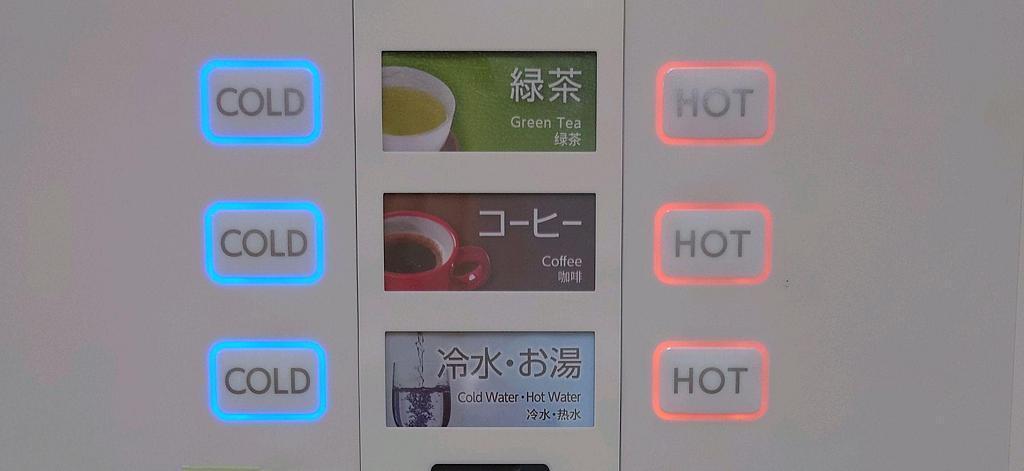 COLD
緑茶
Green Tea
绿茶
HOT
COLD
コーヒー
Coffee
咖啡
HOT
COLD
冷水・お湯
Cold Water・Hot Water
冷水・热水
HOT